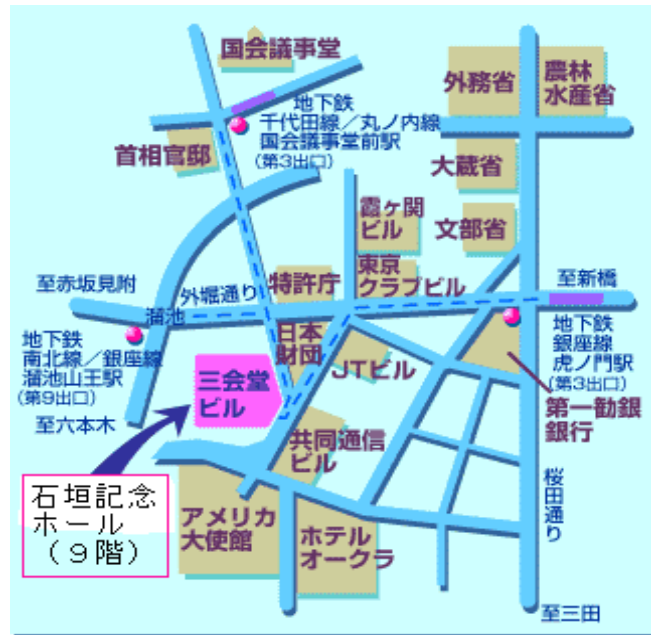 国会議事堂
地下鉄
千代田線／丸ノ内線
国会議事堂前駅
(第3出口)
首相官邸
外務省
農林
水産省
大蔵省
文部省
霞ヶ関
ビル
東京
クラブビル
特許庁
外堀通り
至赤坂見附
溜池
至新橋
地下鉄
南北線／銀座線
溜池山王駅
(第9出口)
至六本木
日本
財団
JTビル
三会堂
ビル
地下鉄
銀座線
虎ノ門駅
(第3出口)
第一勧銀
銀行
共同通信
ビル
石垣記念
ホール
（９階）
アメリカ
大使館
ホテル
オークラ
桜田通り
至三田